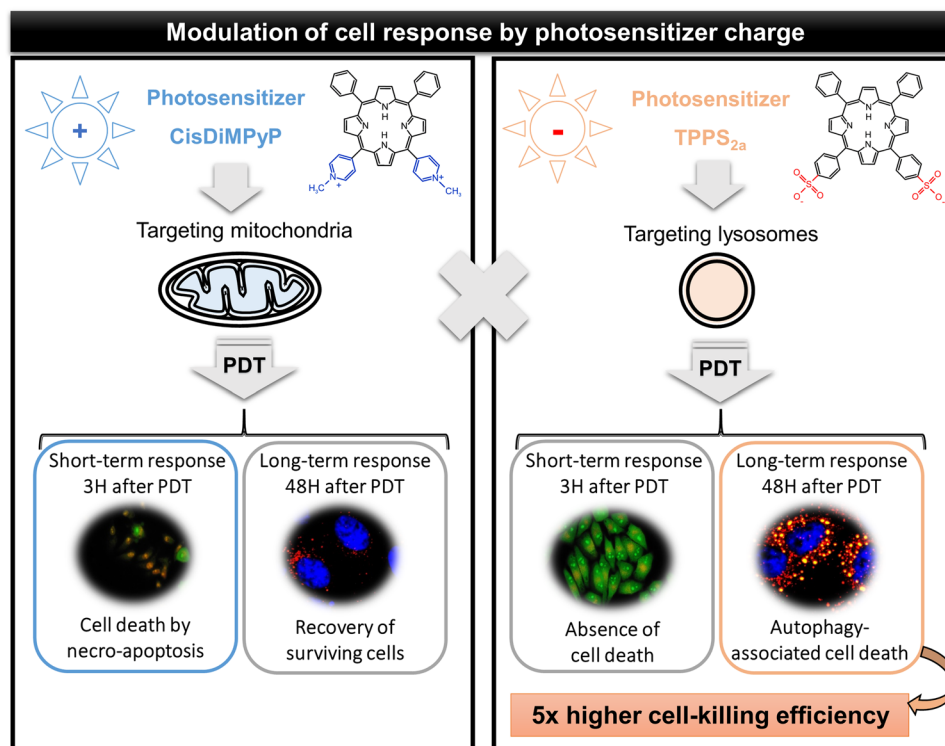 Modulation of cell response by photosensitizer charge
+
Photosensitizer
CisDiMPyP
N
H
N
N
H
N
N
+
H₃C
N
+
CH₃
Targeting mitochondria
PDT
Short-term response
3H after PDT
Cell death by
necro-apoptosis
Long-term response
48H after PDT
Recovery of
surviving cells
-
Photosensitizer
TPPS2a
N
H
N
N
H
N
O
S
O
O
-
O
S
O
O
-
Targeting lysosomes
PDT
Short-term response
3H after PDT
Absence of
cell death
Long-term response
48H after PDT
Autophagy-
associated cell death
5x higher cell-killing efficiency